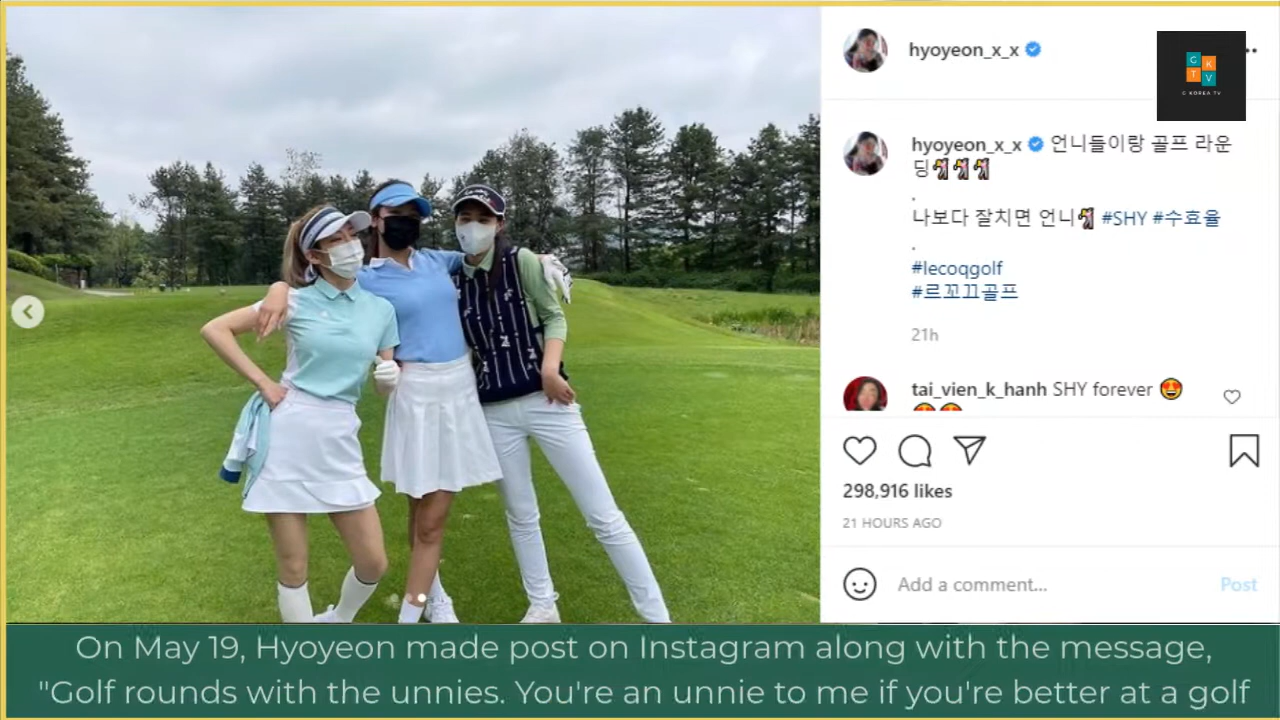 hyoyeon_x_x
G K
T V
G KOREA TV
hyoyeon_x_x 언니들이랑 골프 라운
딩
.
나보다 잘치면 언니 #SHY #수효율
.
#lecoqgolf
#르꼬끄골프
21h
tai_vien_k_hanh SHY forever
298,916 likes
21 HOURS AGO
Add a comment... Post
On May 19, Hyoyeon made post on Instagram along with the message,
"Golf rounds with the unnies. You're an unnie to me if you're better at a golf